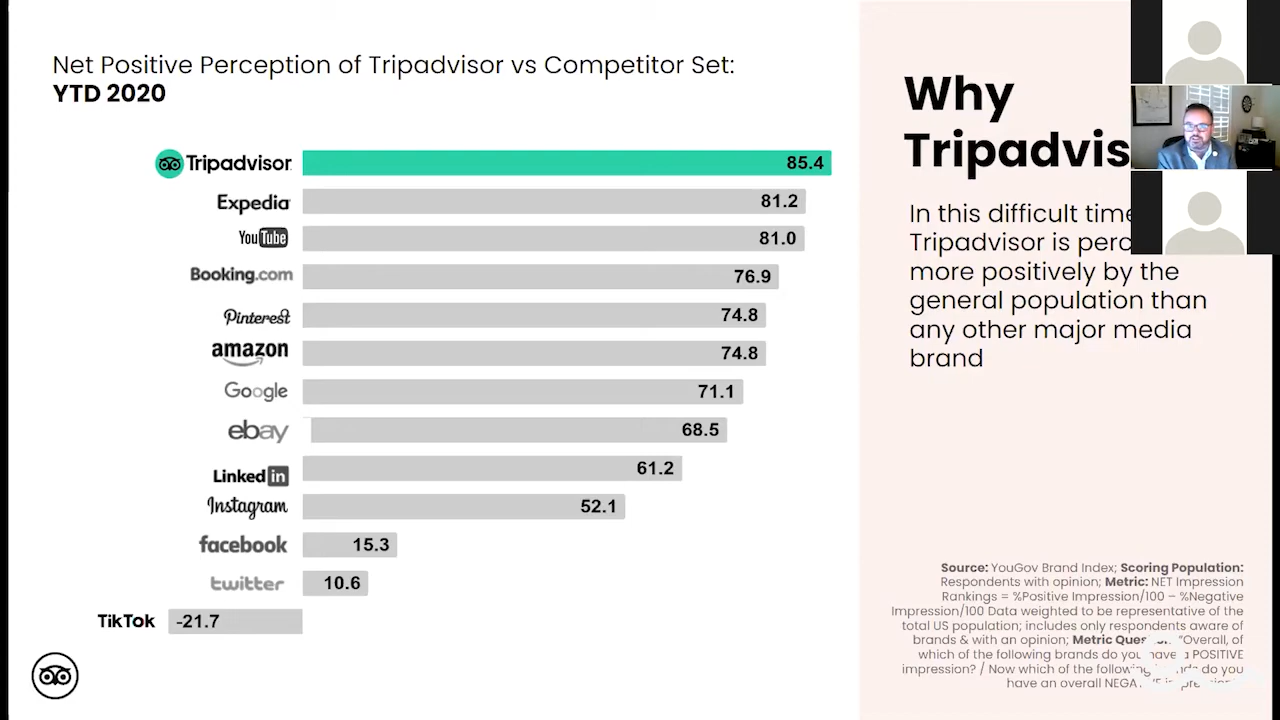 Net Positive Perception of Tripadvisor vs Competitor Set:
YTD 2020
Tripadvisor 85.4
Expedia 81.2
YouTube 81.0
Booking.com 76.9
Pinterest 74.8
amazon 74.8
Google 71.1
ebay 68.5
LinkedIn 61.2
Instagram 52.1
facebook 15.3
twitter 10.6
TikTok -21.7
Why
Tripadvis
In this difficult time
Tripadvisor is perc
more positively by the
general population than
any other major media
brand
Source: YouGov Brand Index; Scoring Population:
Respondents with opinion; Metric: NET Impression
Rankings = %Positive Impression/100 – %Negative
Impression/100 Data weighted to be representative of the
total US population; includes only respondents aware of
brands & with an opinion; Metric "Overall, of
which of the following brands do you have a POSITIVE
impression? / Now which of the following do you
have an overall